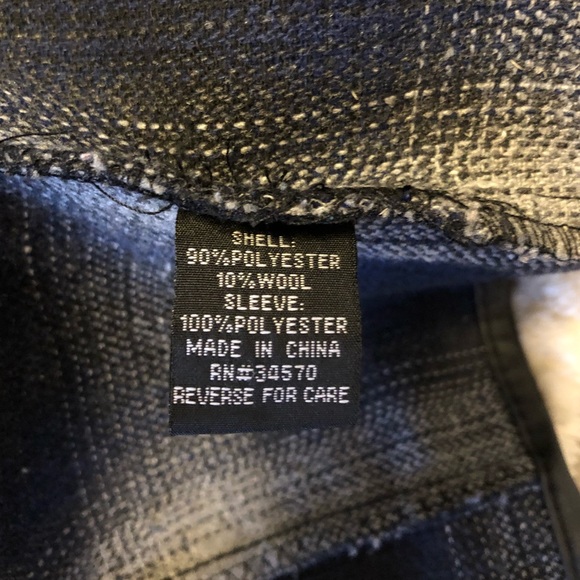 SHELL:
90%POLYESTER
10%WOOL
SLEEVE:
100%POLYESTER
MADE IN CHINA
RN#34570
REVERSE FOR CARE